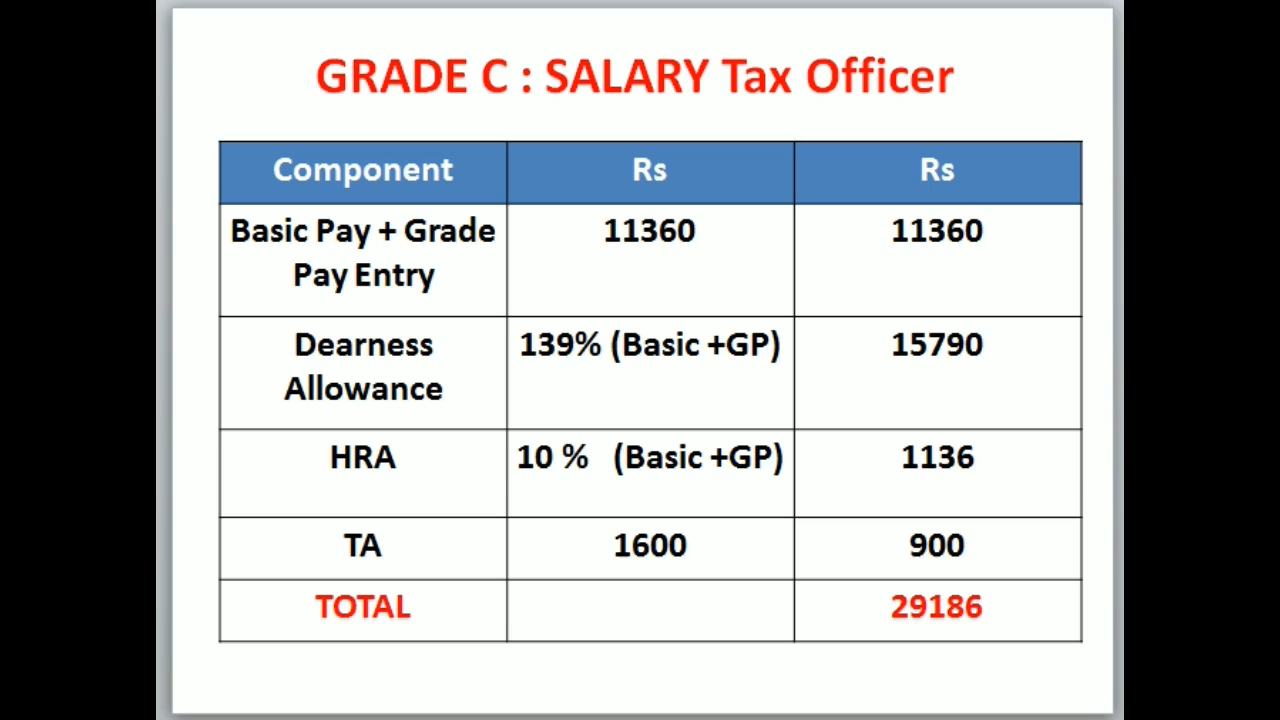 GRADE C : SALARY Tax Officer
Component Rs Rs
Basic Pay + Grade 11360 11360
Pay Entry
Dearness 139% (Basic +GP) 15790
Allowance
HRA 10 % (Basic +GP) 1136
TA 1600 900
TOTAL 29186